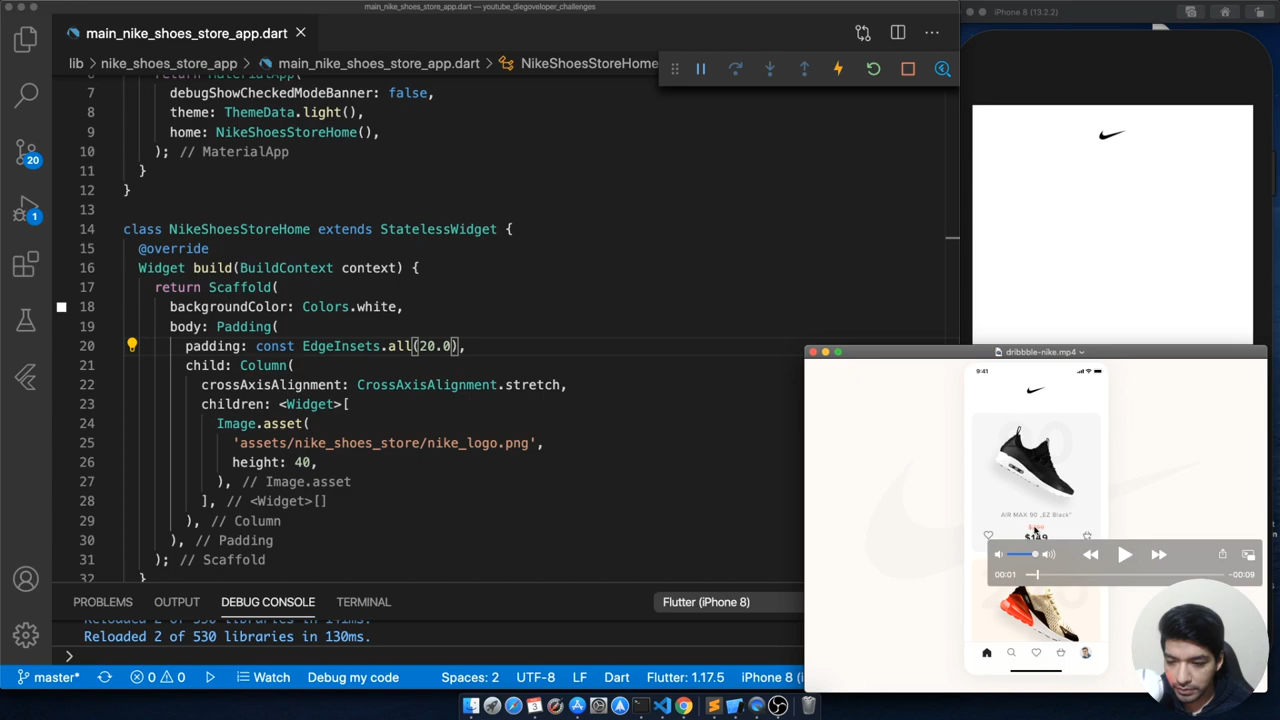 main_nike_shoes_store_app.dart — youtube_diegoveloper_challenges
iPhone 8 (13.2.2)
main_nike_shoes_store_app.dart
lib > nike_shoes_store_app > main_nike_shoes_store_app.dart > NikeShoesStoreHome
7 debugShowCheckedModeBanner: false,
8 theme: ThemeData.light(),
9 home: NikeShoesStoreHome(),
10 ); // MaterialApp
11 }
12 }
13
14 class NikeShoesStoreHome extends StatelessWidget {
15 @override
16 Widget build(BuildContext context) {
17 return Scaffold(
18 backgroundColor: Colors.white,
19 body: Padding(
20 padding: const EdgeInsets.all(20.0),
21 child: Column(
22 crossAxisAlignment: CrossAxisAlignment.stretch,
23 children: <Widget>[
24 Image.asset(
25 'assets/nike_shoes_store/nike_logo.png',
26 height: 40,
27 ), // Image.asset
28 ], // <Widget>[]
29 ), // Column
30 ), // Padding
31 ); // Scaffold
32 }
20
1
dribbble-nike.mp4
9:41
AIR MAX 90 „EZ Black"
$149
00:01
-00:09
PROBLEMS OUTPUT DEBUG CONSOLE TERMINAL
Flutter (iPhone 8)
Reloaded 2 of 530 libraries in 130ms.
master* 0 0 Watch Debug my code Spaces: 2 UTF-8 LF Dart Flutter: 1.17.5 iPhone 8 (
3